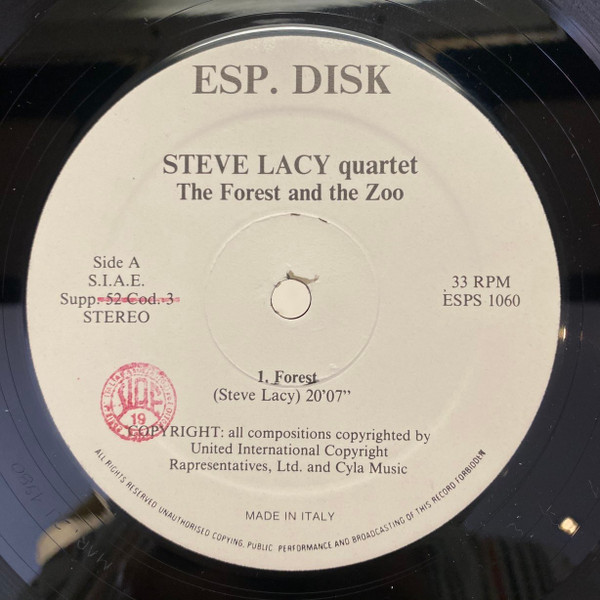 ESP. DISK
STEVE LACY quartet
The Forest and the Zoo
Side A
S.I.A.E.
Supp. 52 Cod. 3
STEREO
33 RPM
ESPS 1060
1. Forest
(Steve Lacy) 20'07"
19
COPYRIGHT: all compositions copyrighted by
United International Copyright
Rapresentatives, Ltd. and Cyla Music
ALL RIGHTS RESERVED UNAUTHORISED COPYING, PUBLIC PERFORMANCE AND BROADCASTING OF THIS RECORD FORBIDDEN
MADE IN ITALY